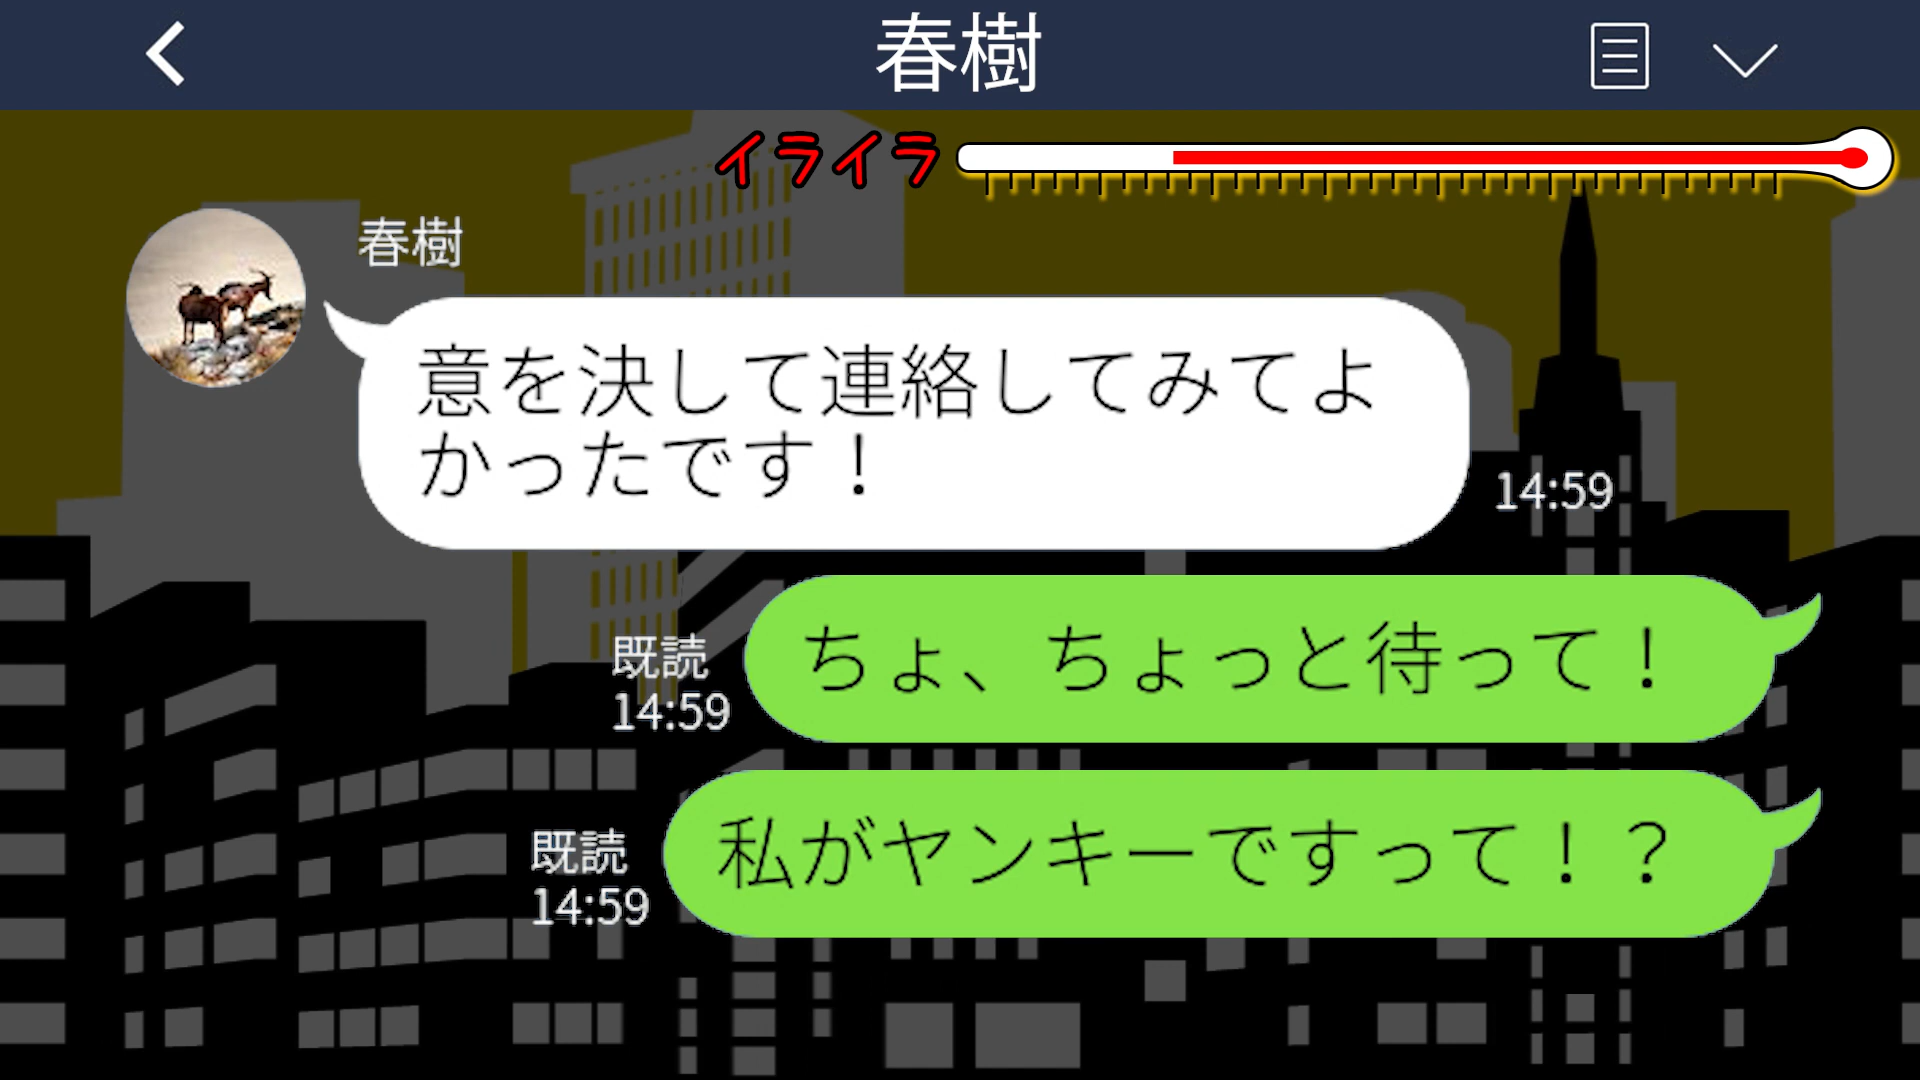 春樹
イライラ
春樹
意を決して連絡してみてよ
かったです！
14:59
ちょ、ちょっと待って！
既読
14:59
私がヤンキーですって！？
既読
14:59